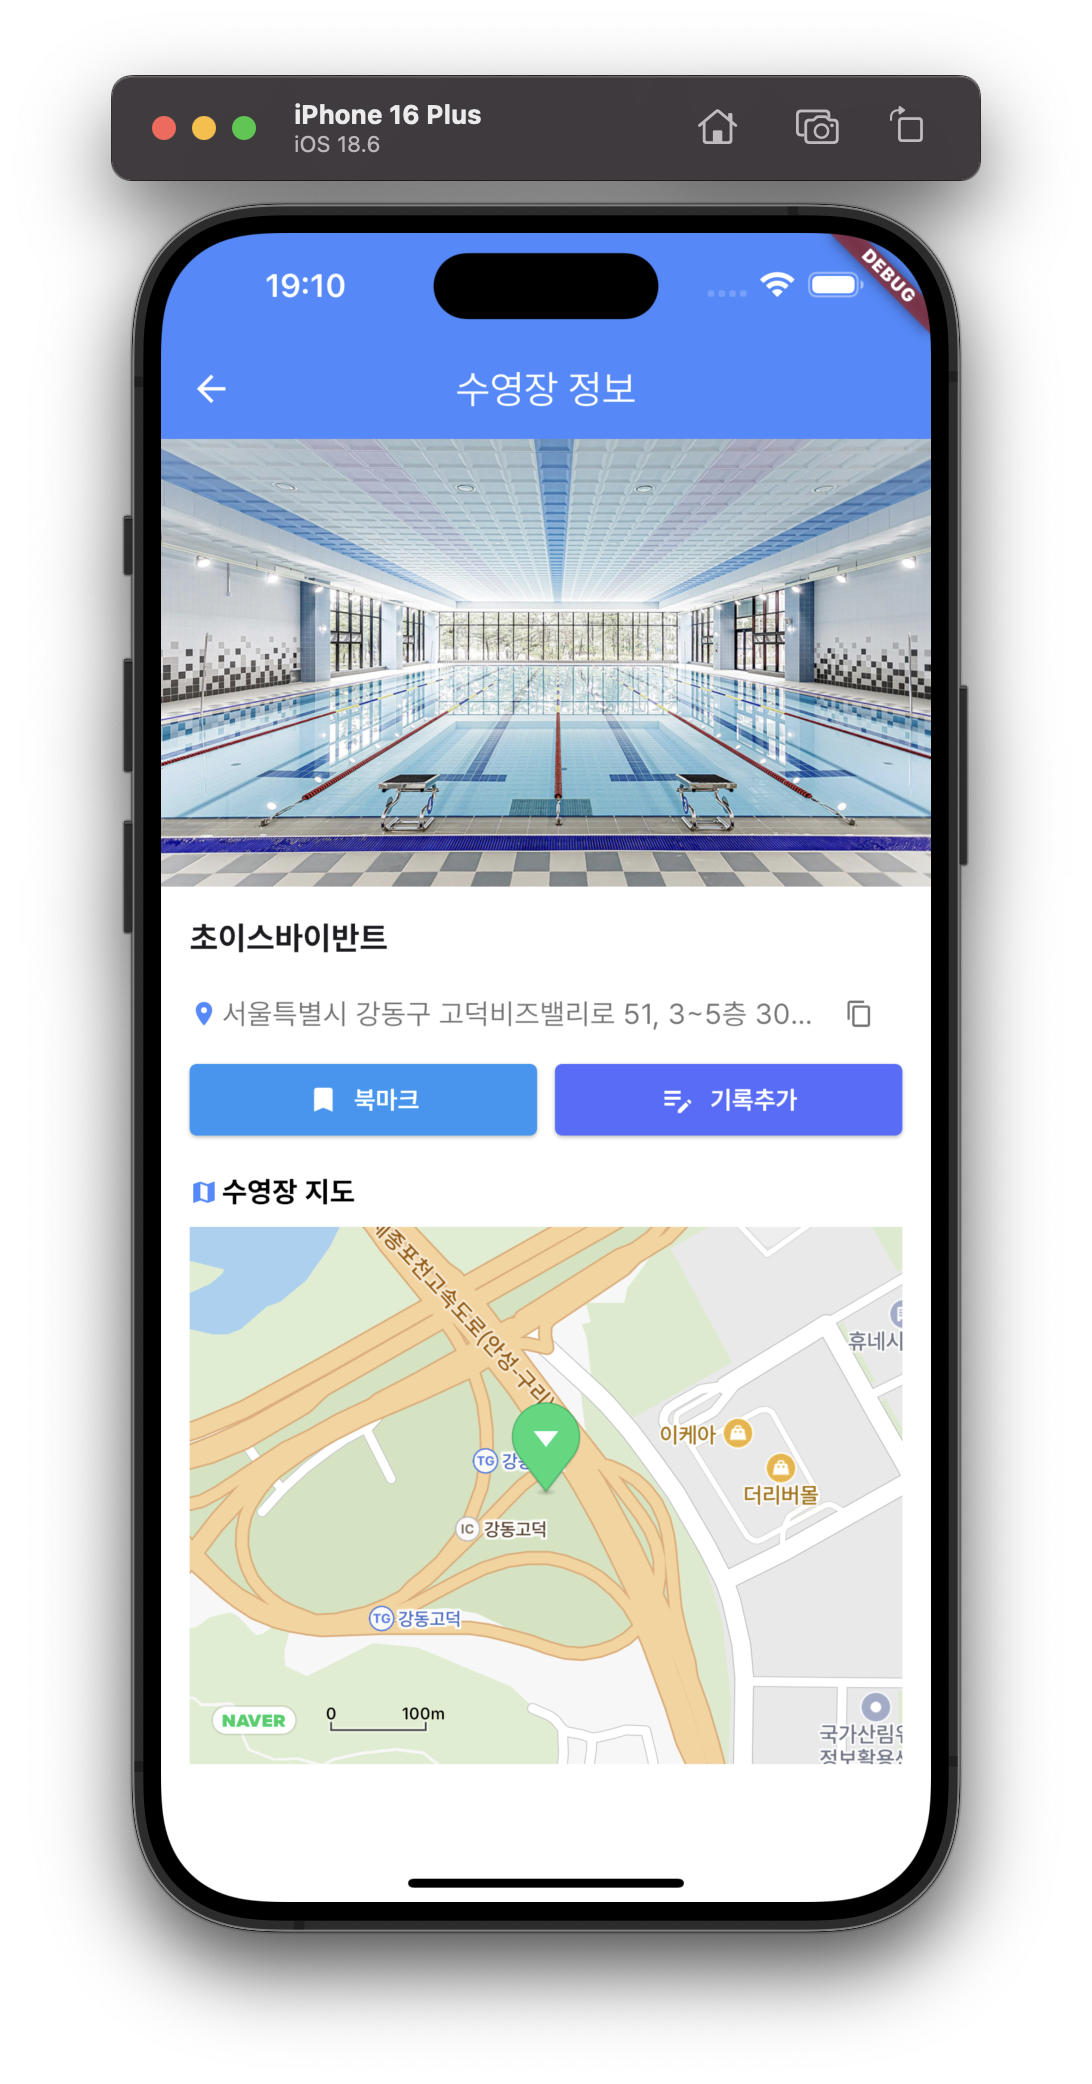 iPhone 16 Plus
iOS 18.6
19:10
DEBUG
수영장 정보
초이스바이반트
서울특별시 강동구 고덕비즈밸리로 51, 3~5층 30...
북마크
기록추가
수영장 지도
세종포천고속도로(안성-구리)
휴네시
이케아
TG
더리버몰
IC 강동고덕
TG 강동고덕
NAVER
0 100m
국가산림위
정보활용센